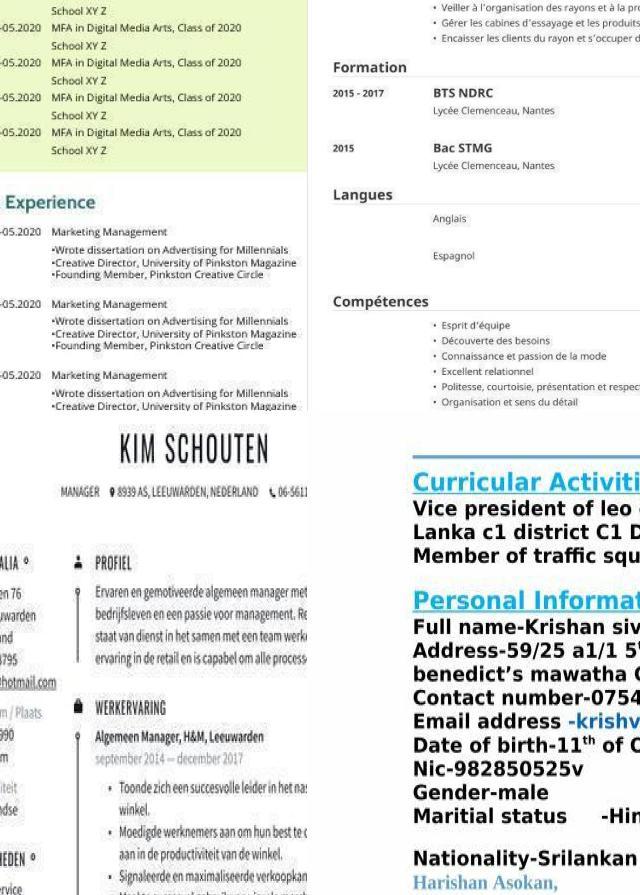 School XY Z
-05.2020 MFA in Digital Media Arts, Class of 2020
School XY Z
-05.2020 MFA in Digital Media Arts, Class of 2020
School XY Z
-05.2020 MFA in Digital Media Arts, Class of 2020
School XY Z
-05.2020 MFA in Digital Media Arts, Class of 2020
School XY Z
Experience
-05.2020 Marketing Management
•Wrote dissertation on Advertising for Millennials
•Creative Director, University of Pinkston Magazine
•Founding Member, Pinkston Creative Circle
-05.2020 Marketing Management
•Wrote dissertation on Advertising for Millennials
•Creative Director, University of Pinkston Magazine
•Founding Member, Pinkston Creative Circle
-05.2020 Marketing Management
•Wrote dissertation on Advertising for Millennials
•Creative Director, University of Pinkston Magazine
• Veiller à l'organisation des rayons et à la pro
• Gérer les cabines d'essayage et les produits
• Encaisser les clients du rayon et s'occuper d
Formation
2015 - 2017 BTS NDRC
Lycée Clemenceau, Nantes
2015 Bac STMG
Lycée Clemenceau, Nantes
Langues
Anglais
Espagnol
Compétences
• Esprit d'équipe
• Découverte des besoins
• Connaissance et passion de la mode
• Excellent relationnel
• Politesse, courtoisie, présentation et respec
• Organisation et sens du détail
KIM SCHOUTEN
MANAGER 8939 AS, LEEUWARDEN, NEDERLAND 06-5611
ALIA
en 76
uwarden
and
8795
@hotmail.com
m / Plaats
990
m
iteit
ndse
HEDEN
ervice
PROFIEL
Ervaren en gemotiveerde algemeen manager met
bedrijfsleven en een passie voor management. Re
staat van dienst in het samen met een team werke
ervaring in de retail en is capabel om alle process
WERKERVARING
Algemeen Manager, H&M, Leeuwarden
september 2014 — december 2017
• Toonde zich een succesvolle leider in het nas
winkel.
• Moedigde werknemers aan om hun best te d
aan in de productiviteit van de winkel.
• Signaleerde en maximaliseerde verkoopkan
Curricular Activiti
Vice president of leo
Lanka c1 district C1 D
Member of traffic squ
Personal Informat
Full name-Krishan siv
Address-59/25 a1/1 5
benedict's mawatha
Contact number-0754
Email address -krishv
Date of birth-11th of O
Nic-982850525v
Gender-male
Maritial status -Hin
Nationality-Srilankan
Harishan Asokan,